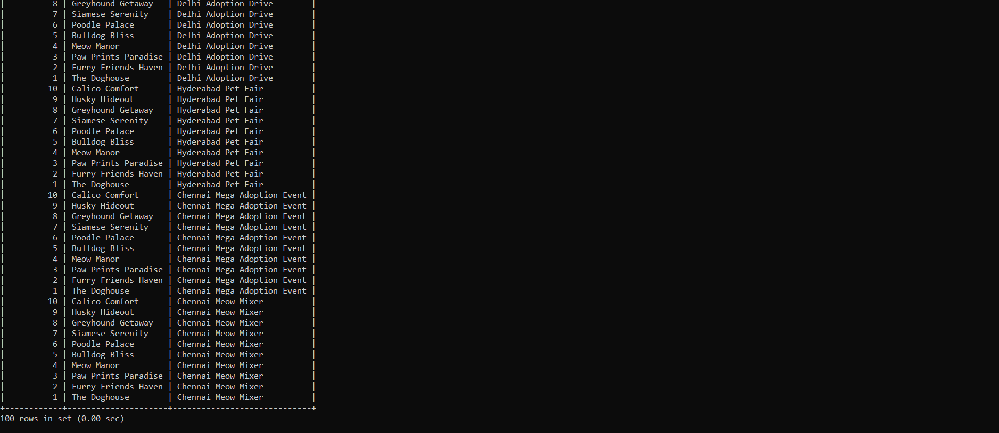 |          8 | Greyhound Getaway   | Delhi Adoption Drive        |
|          7 | Siamese Serenity    | Delhi Adoption Drive        |
|          6 | Poodle Palace       | Delhi Adoption Drive        |
|          5 | Bulldog Bliss       | Delhi Adoption Drive        |
|          4 | Meow Manor          | Delhi Adoption Drive        |
|          3 | Paw Prints Paradise | Delhi Adoption Drive        |
|          2 | Furry Friends Haven | Delhi Adoption Drive        |
|          1 | The Doghouse        | Delhi Adoption Drive        |
|         10 | Calico Comfort      | Hyderabad Pet Fair          |
|          9 | Husky Hideout       | Hyderabad Pet Fair          |
|          8 | Greyhound Getaway   | Hyderabad Pet Fair          |
|          7 | Siamese Serenity    | Hyderabad Pet Fair          |
|          6 | Poodle Palace       | Hyderabad Pet Fair          |
|          5 | Bulldog Bliss       | Hyderabad Pet Fair          |
|          4 | Meow Manor          | Hyderabad Pet Fair          |
|          3 | Paw Prints Paradise | Hyderabad Pet Fair          |
|          2 | Furry Friends Haven | Hyderabad Pet Fair          |
|          1 | The Doghouse        | Hyderabad Pet Fair          |
|         10 | Calico Comfort      | Chennai Mega Adoption Event |
|          9 | Husky Hideout       | Chennai Mega Adoption Event |
|          8 | Greyhound Getaway   | Chennai Mega Adoption Event |
|          7 | Siamese Serenity    | Chennai Mega Adoption Event |
|          6 | Poodle Palace       | Chennai Mega Adoption Event |
|          5 | Bulldog Bliss       | Chennai Mega Adoption Event |
|          4 | Meow Manor          | Chennai Mega Adoption Event |
|          3 | Paw Prints Paradise | Chennai Mega Adoption Event |
|          2 | Furry Friends Haven | Chennai Mega Adoption Event |
|          1 | The Doghouse        | Chennai Mega Adoption Event |
|         10 | Calico Comfort      | Chennai Meow Mixer          |
|          9 | Husky Hideout       | Chennai Meow Mixer          |
|          8 | Greyhound Getaway   | Chennai Meow Mixer          |
|          7 | Siamese Serenity    | Chennai Meow Mixer          |
|          6 | Poodle Palace       | Chennai Meow Mixer          |
|          5 | Bulldog Bliss       | Chennai Meow Mixer          |
|          4 | Meow Manor          | Chennai Meow Mixer          |
|          3 | Paw Prints Paradise | Chennai Meow Mixer          |
|          2 | Furry Friends Haven | Chennai Meow Mixer          |
|          1 | The Doghouse        | Chennai Meow Mixer          |
+------------+---------------------+-----------------------------+
100 rows in set (0.00 sec)